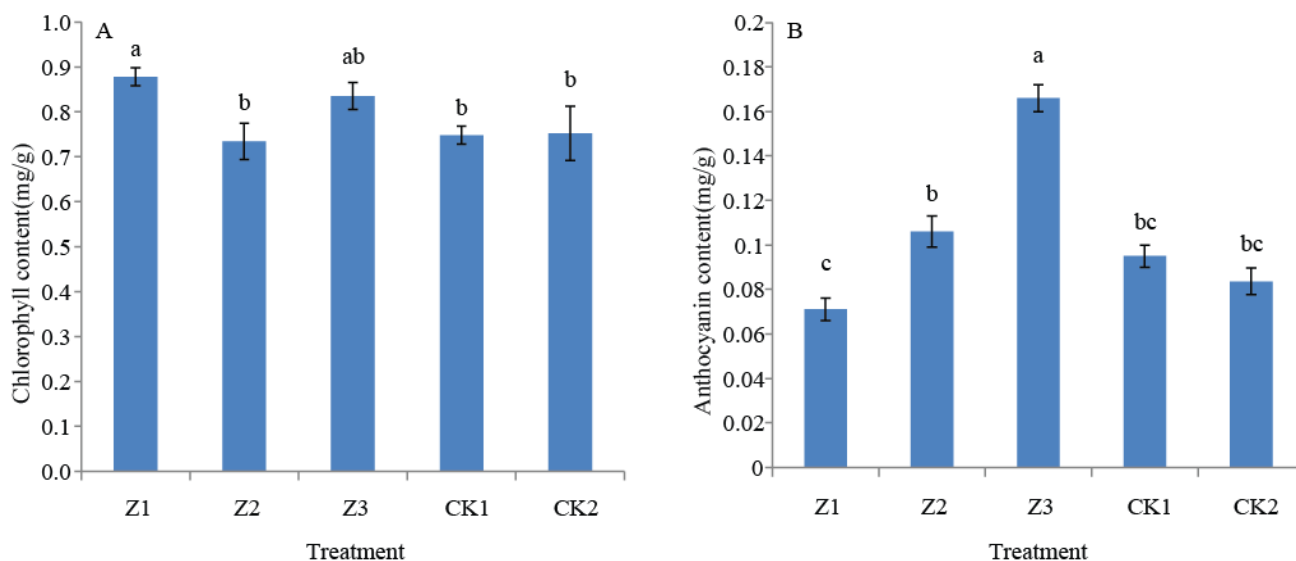 A
Chlorophyll content(mg/g)
1.0
0.9
0.8
0.7
0.6
0.5
0.4
0.3
0.2
0.1
0.0
a
b
ab
b
b
Z1 Z2 Z3 CK1 CK2
Treatment
B
Anthocyanin content(mg/g)
0.2
0.18
0.16
0.14
0.12
0.1
0.08
0.06
0.04
0.02
0
c
b
a
bc
bc
Z1 Z2 Z3 CK1 CK2
Treatment